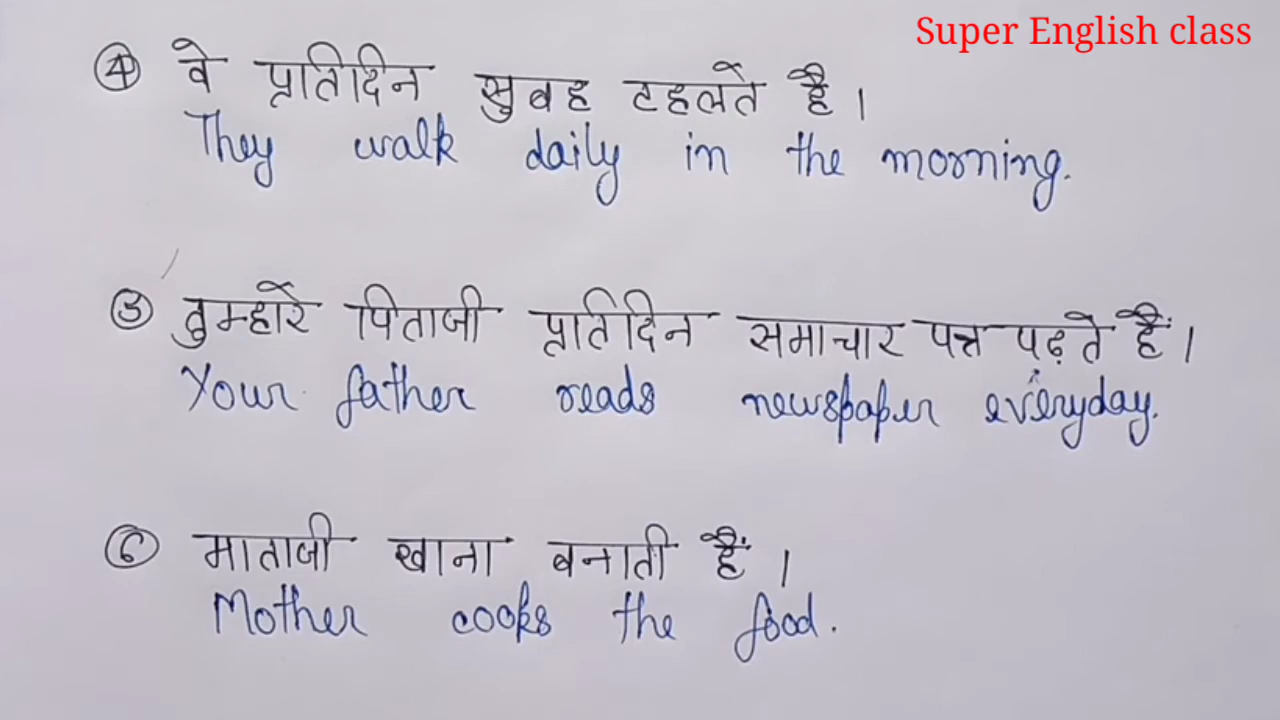 Super English class
④ वे प्रतिदिन सुबह टहलते है।
They walk daily in the morning.
⑤ तुम्हारे पिताजी प्रतिदिन समाचार पत्र पढ़ते हैं।
Your father reads newspaper everyday.
⑥ माताजी खाना बनाती हैं।
Mother cooks the food.